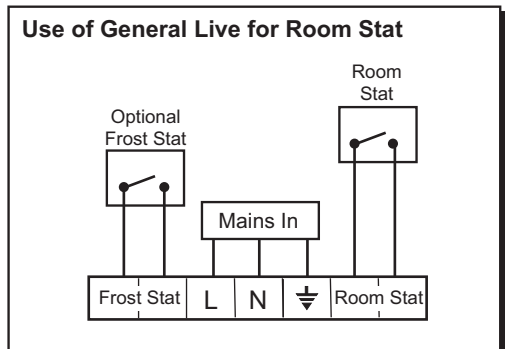 Use of General Live for Room Stat
Room
Stat
Optional
Frost Stat
Mains In
Frost Stat L N Room Stat